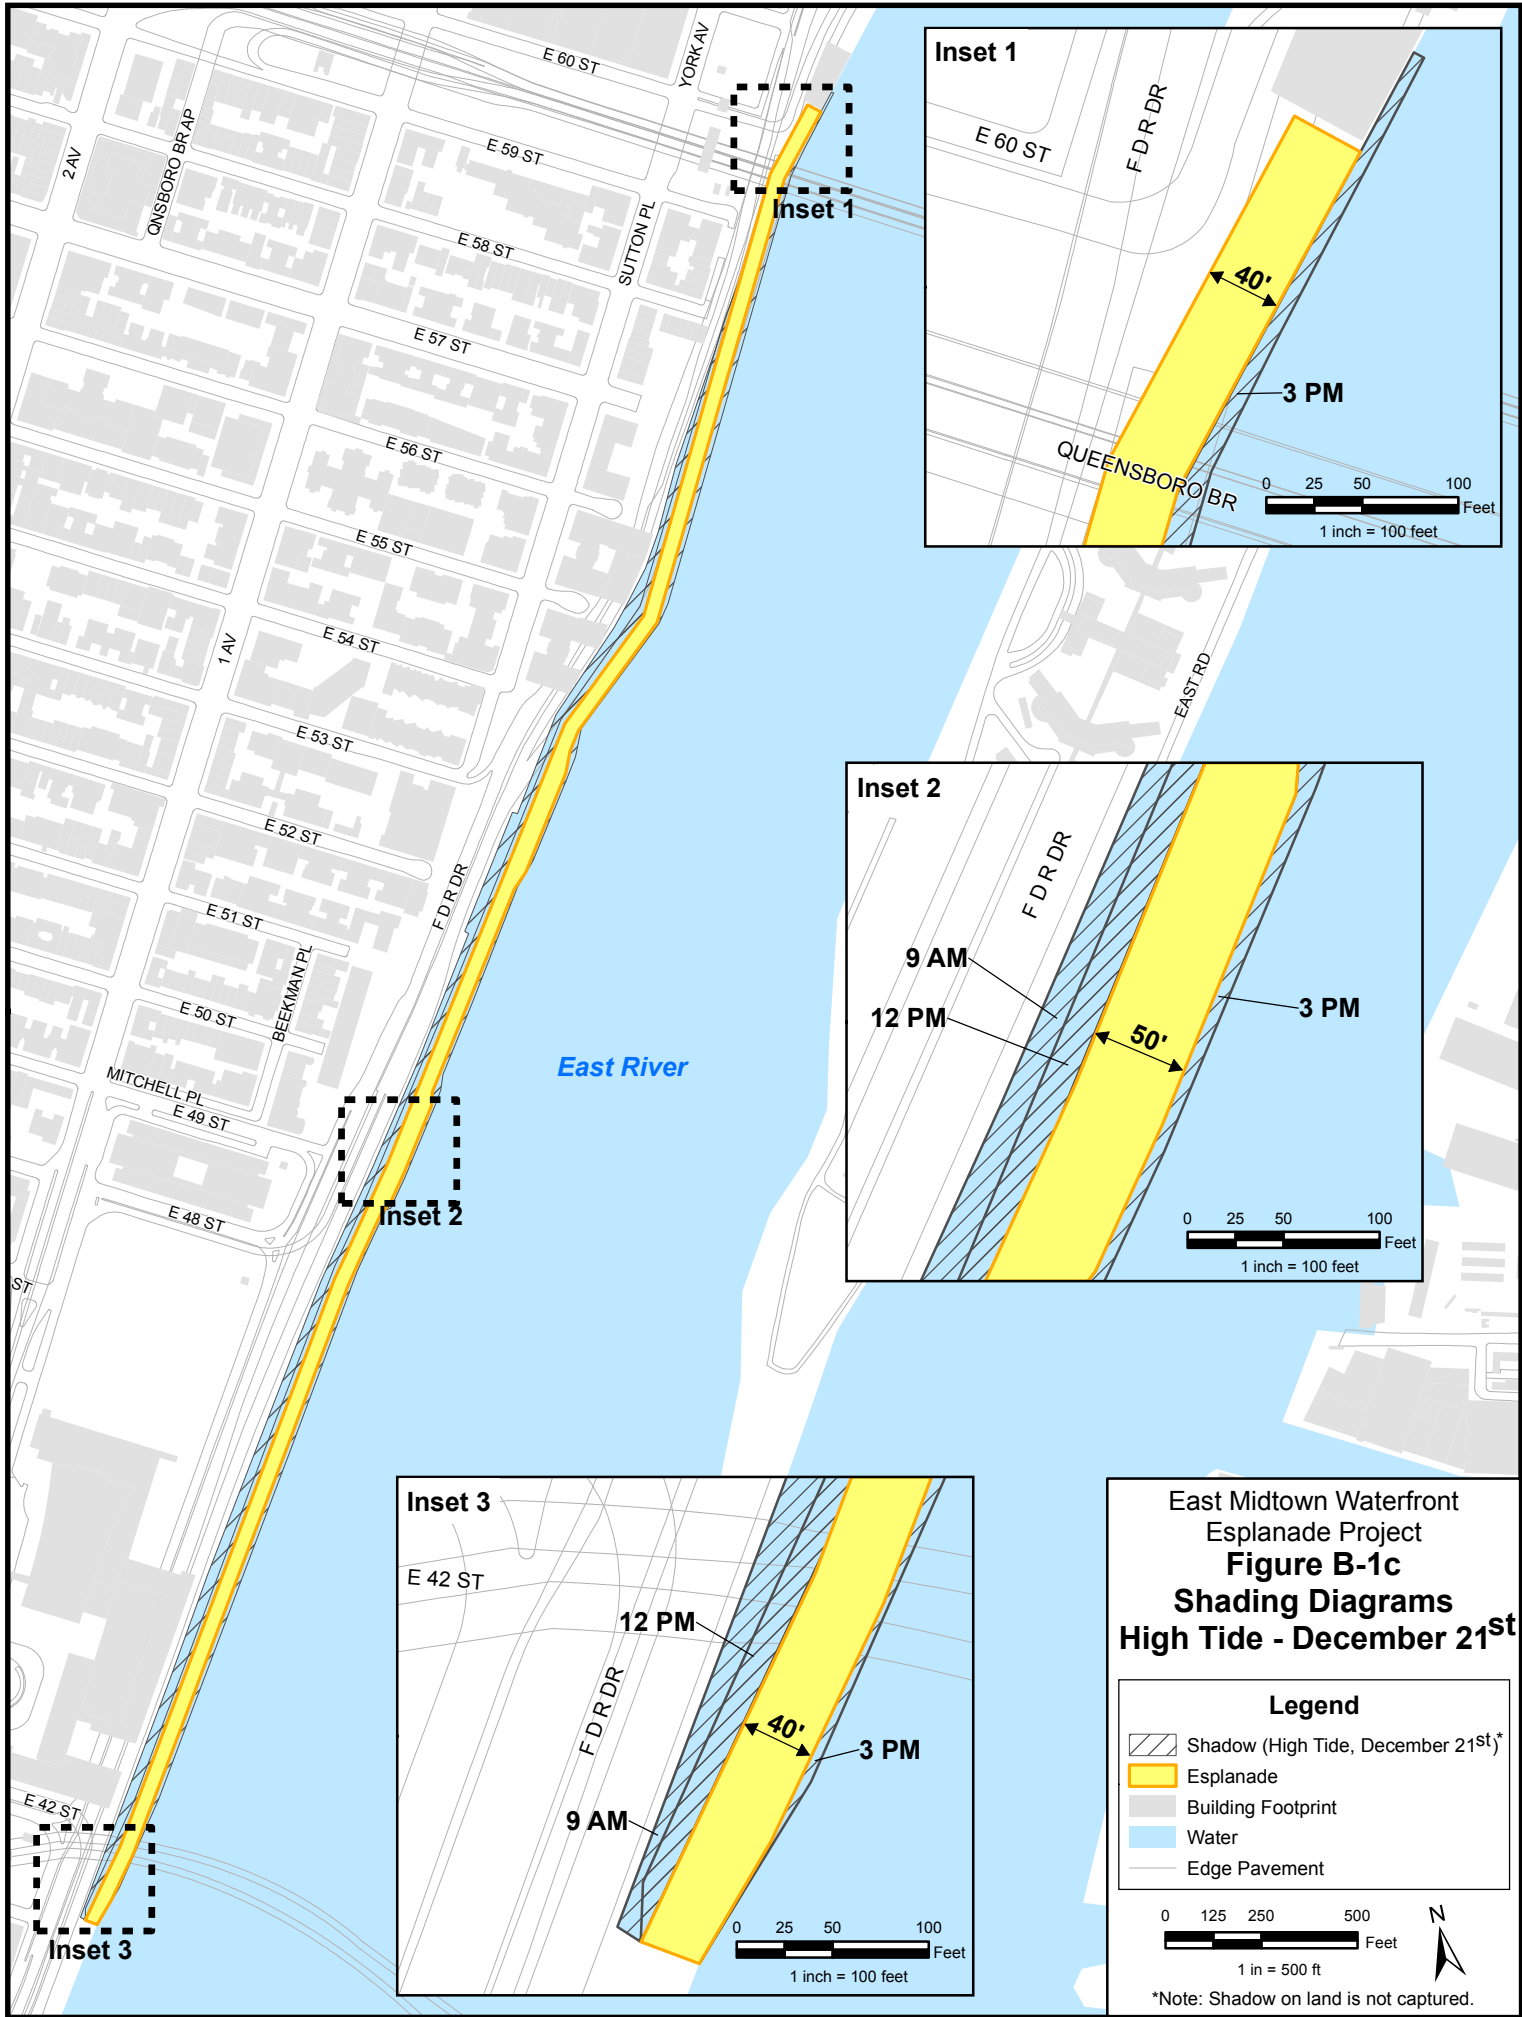 E 60 ST
YORK AV
2 AV
QNSBORO BR AP
E 59 ST
SUTTON PL
E 58 ST
E 57 ST
E 56 ST
E 55 ST
E 54 ST
1 AV
E 53 ST
E 52 ST
F D R DR
E 51 ST
BEEKMAN PL
E 50 ST
MITCHELL PL
E 49 ST
E 48 ST
ST
E 42 ST
East River
EAST RD
Inset 1
Inset 2
Inset 3
Inset 1
E 60 ST
F D R DR
40'
3 PM
QUEENSBORO BR
0 25 50 100
Feet
1 inch = 100 feet
Inset 2
F D R DR
9 AM
12 PM
50'
3 PM
0 25 50 100
Feet
1 inch = 100 feet
Inset 3
E 42 ST
12 PM
F D R DR
40'
3 PM
9 AM
0 25 50 100
Feet
1 inch = 100 feet
East Midtown Waterfront
Esplanade Project
Figure B-1c
Shading Diagrams
High Tide - December 21st
Legend
Shadow (High Tide, December 21st)*
Esplanade
Building Footprint
Water
Edge Pavement
0 125 250 500
Feet
1 in = 500 ft
N
*Note: Shadow on land is not captured.